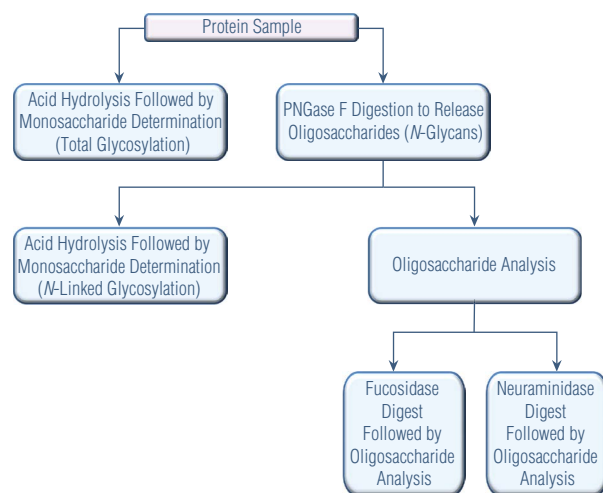 Protein Sample
Acid Hydrolysis Followed by
Monosaccharide Determination
(Total Glycosylation)
PNGase F Digestion to Release
Oligosaccharides (N-Glycans)
Acid Hydrolysis Followed by
Monosaccharide Determination
(N-Linked Glycosylation)
Oligosaccharide Analysis
Fucosidase
Digest
Followed by
Oligosaccharide
Analysis
Neuraminidase
Digest
Followed by
Oligosaccharide
Analysis